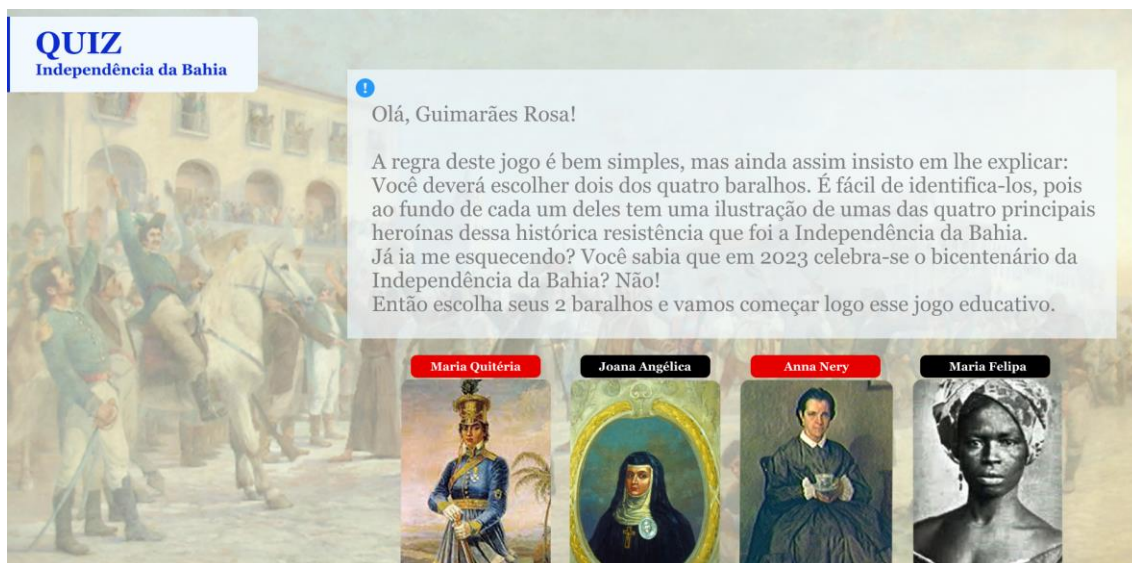 QUIZ
Independência da Bahia
Olá, Guimarães Rosa!
A regra deste jogo é bem simples, mas ainda assim insisto em lhe explicar:
Você deverá escolher dois dos quatro baralhos. É fácil de identifica-los, pois
ao fundo de cada um deles tem uma ilustração de umas das quatro principais
heroínas dessa histórica resistência que foi a Independência da Bahia.
Já ia me esquecendo? Você sabia que em 2023 celebra-se o bicentenário da
Independência da Bahia? Não!
Então escolha seus 2 baralhos e vamos começar logo esse jogo educativo.
Maria Quitéria
Joana Angélica
Anna Nery
Maria Felipa